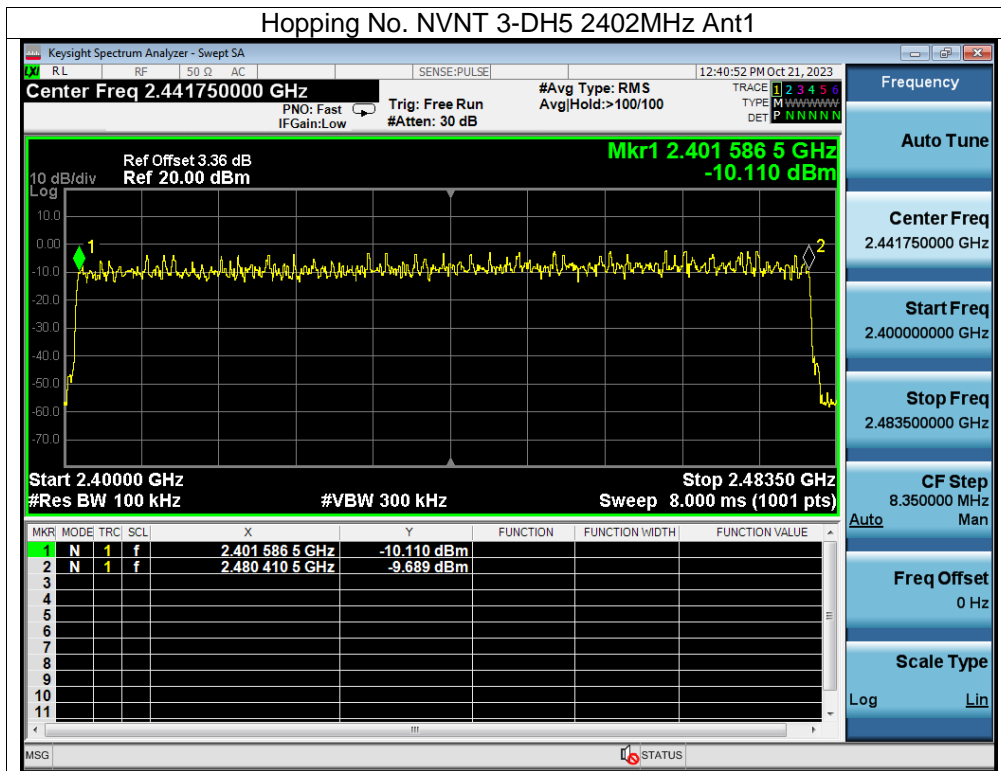 Hopping No. NVNT 3-DH5 2402MHz Ant1
Keysight Spectrum Analyzer - Swept SA
LXI RL RF 50 Ω AC SENSE:PULSE 12:40:52 PM Oct 21, 2023
Center Freq 2.441750000 GHz #Avg Type: RMS TRACE 1 2 3 4 5 6
PNO: Fast Trig: Free Run Avg|Hold:>100/100 TYPE M W W W W W
IFGain:Low #Atten: 30 dB DET P N N N N N
Frequency
Mkr1 2.401 586 5 GHz
-10.110 dBm
Ref Offset 3.36 dB
10 dB/div Ref 20.00 dBm
Log
10.0
0.00
-10.0
-20.0
-30.0
-40.0
-50.0
-60.0
-70.0
1
2
Start 2.40000 GHz Stop 2.48350 GHz
#Res BW 100 kHz #VBW 300 kHz Sweep 8.000 ms (1001 pts)
MKR MODE TRC SCL X Y FUNCTION FUNCTION WIDTH FUNCTION VALUE
1 N 1 f 2.401 586 5 GHz -10.110 dBm
2 N 1 f 2.480 410 5 GHz -9.689 dBm
3
4
5
6
7
8
9
10
11
MSG STATUS
Auto Tune
Center Freq
2.441750000 GHz
Start Freq
2.400000000 GHz
Stop Freq
2.483500000 GHz
CF Step
8.350000 MHz
Auto Man
Freq Offset
0 Hz
Scale Type
Log Lin